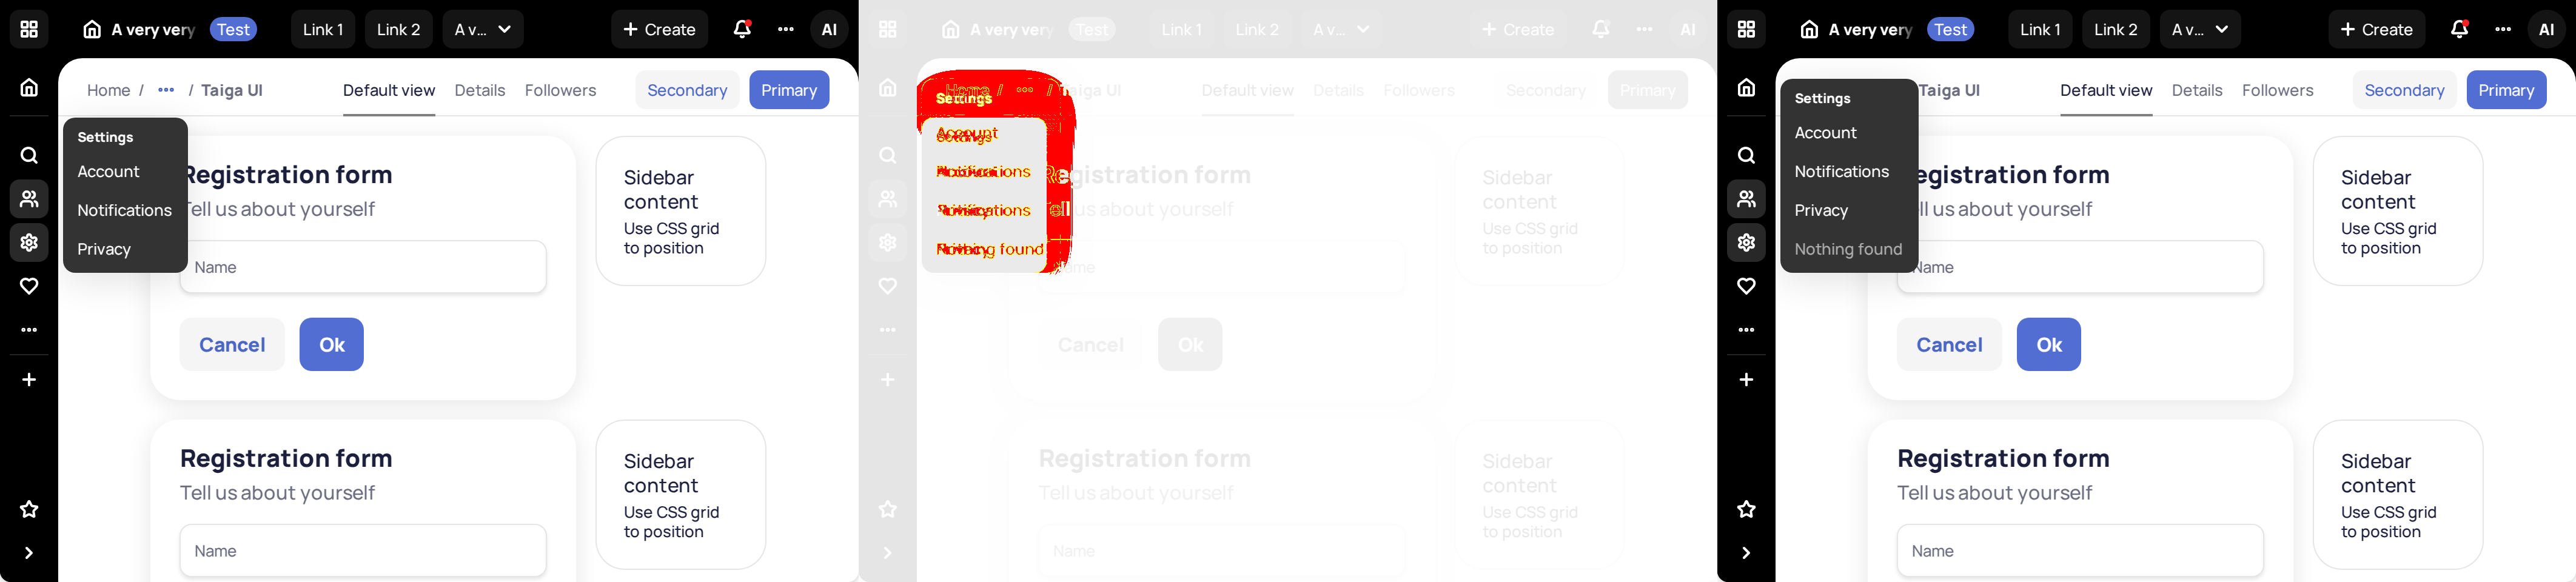 A very very Test Link 1 Link 2 A v... Create AI
Home / ... / Taiga UI Default view Details Followers Secondary Primary
Settings
Account
Notifications
Privacy
Registration form
Tell us about yourself
Name
Cancel Ok
Sidebar
content
Use CSS grid
to position
Registration form
Tell us about yourself
Name
Sidebar
content
Use CSS grid
to position
A very very Test Link 1 Link 2 A v... Create AI
Home / ... / Taiga UI Default view Details Followers Secondary Primary
Settings
Account
Notifications
Notifications
Nothing found
Registration form
Tell us about yourself
Name
Cancel Ok
Sidebar
content
Use CSS grid
to position
Registration form
Tell us about yourself
Name
Sidebar
content
Use CSS grid
to position
A very very Test Link 1 Link 2 A v... Create AI
Taiga UI Default view Details Followers Secondary Primary
Settings
Account
Notifications
Privacy
Nothing found
egistration form
ll us about yourself
Name
Cancel Ok
Sidebar
content
Use CSS grid
to position
Registration form
Tell us about yourself
Name
Sidebar
content
Use CSS grid
to position